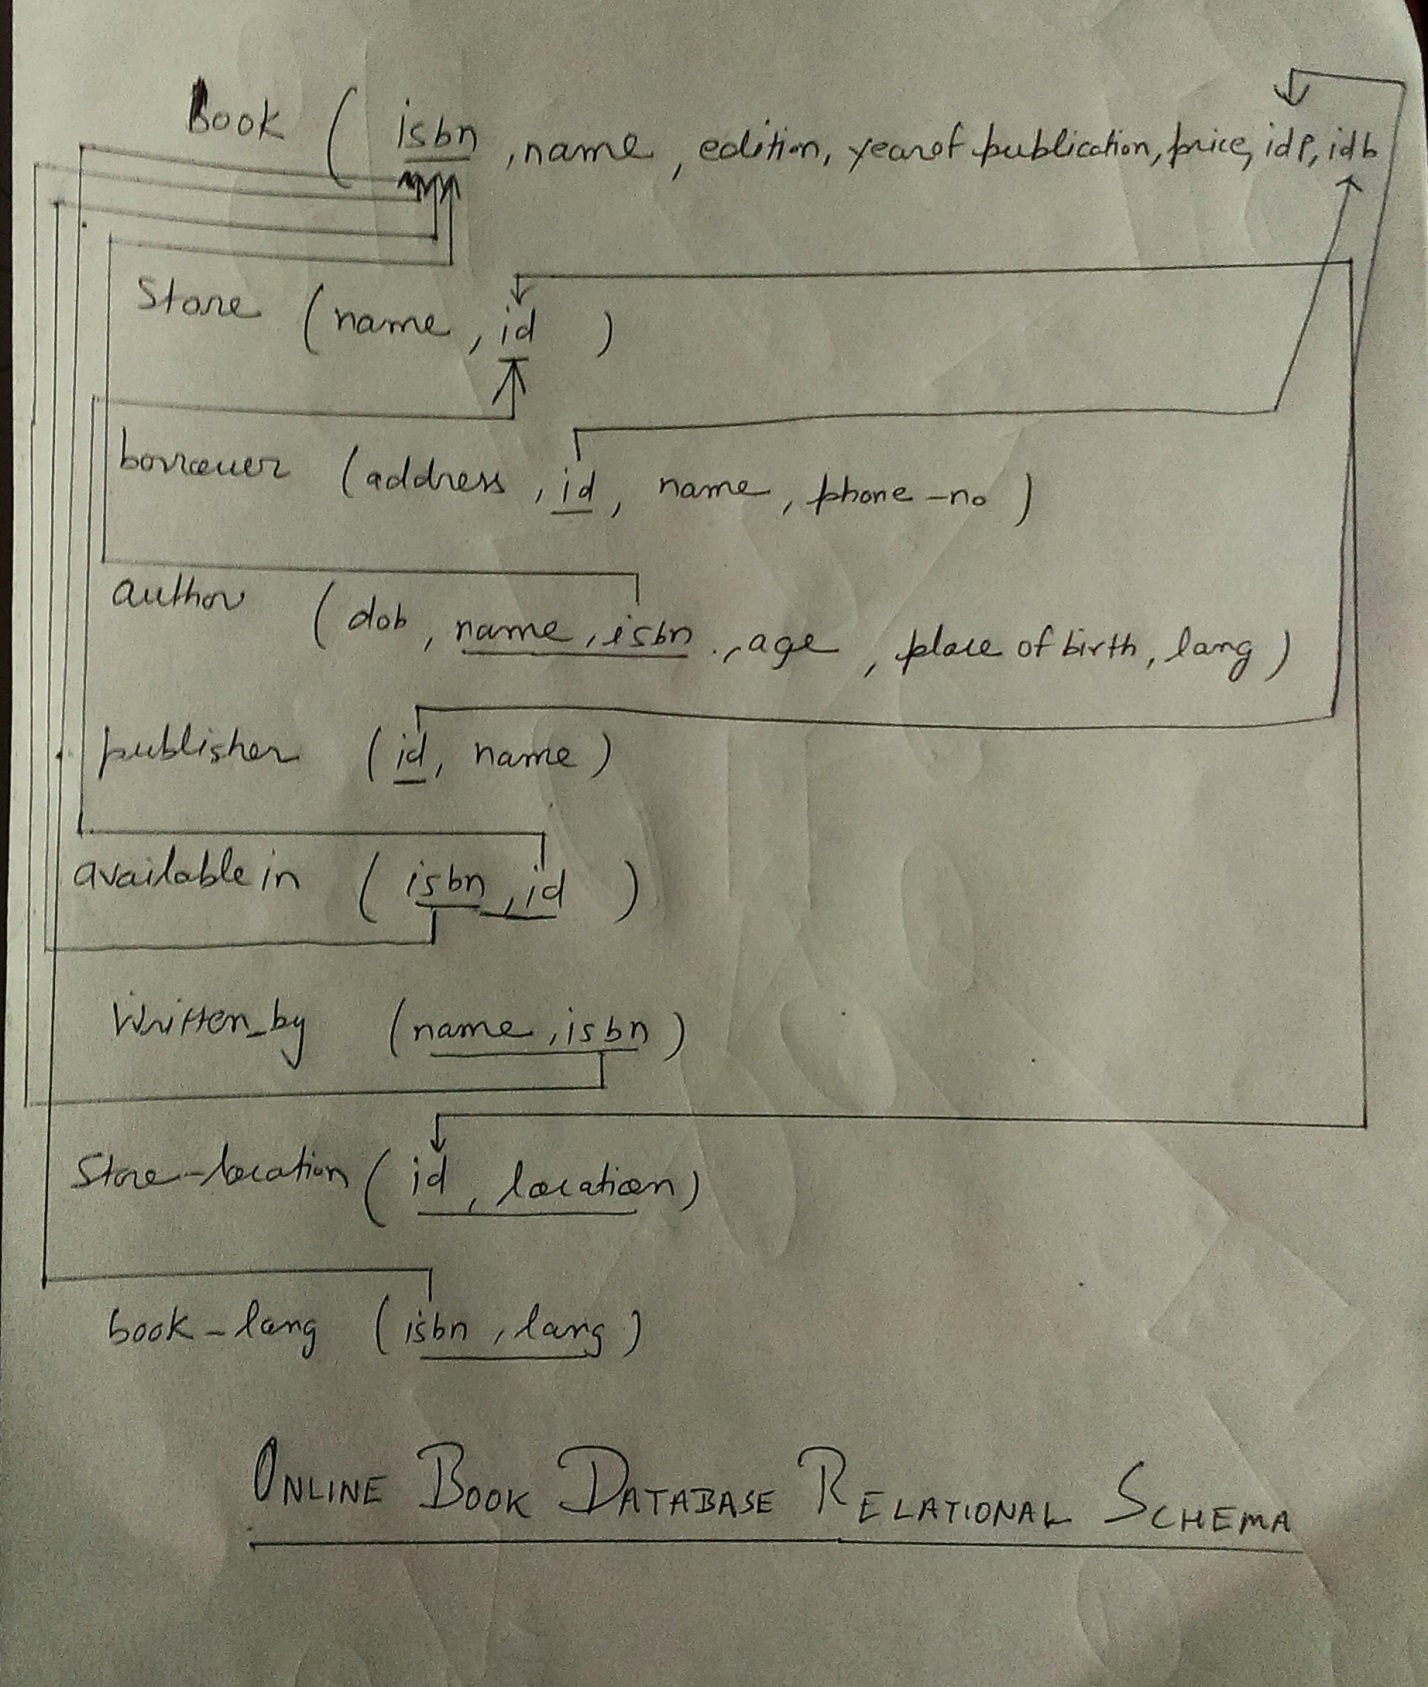 Book ( isbn , name , edition, yearof publication, price, idp, idb
Store ( name , id )
borrower ( address , id , name , phone-no )
author ( dob , name , isbn , age , place of birth , lang )
publisher ( id , name )
available in ( isbn , id )
Written_by ( name , isbn )
Store-location ( id , location )
book-lang ( isbn , lang )
ONLINE BOOK DATABASE RELATIONAL SCHEMA